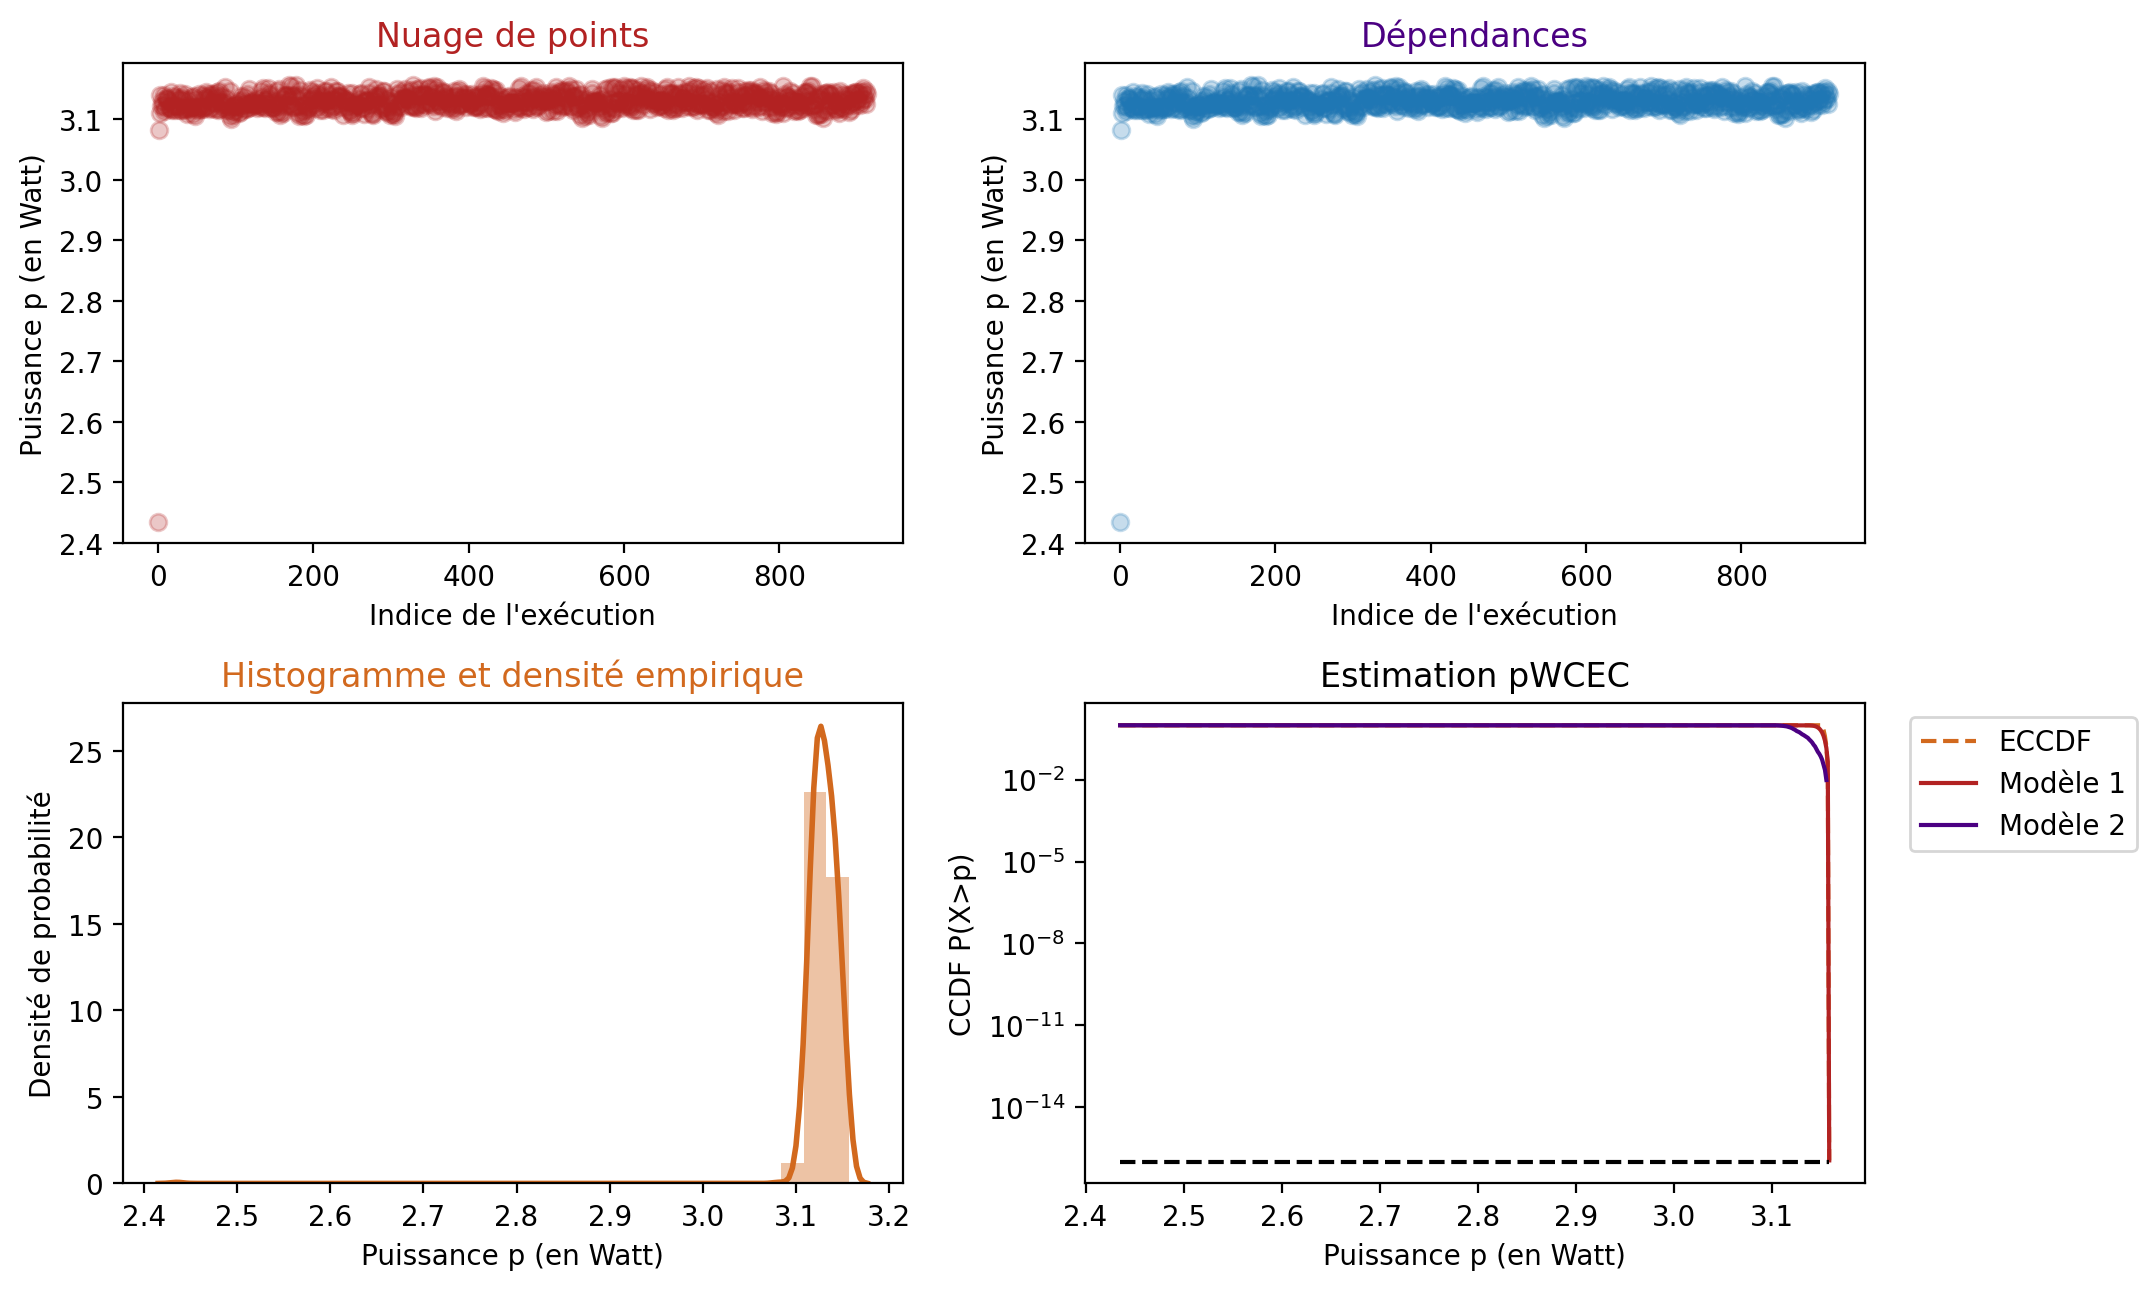 Nuage de points
Puissance p (en Watt)
3.1
3.0
2.9
2.8
2.7
2.6
2.5
2.4
0 200 400 600 800
Indice de l'exécution
Dépendances
Puissance p (en Watt)
3.1
3.0
2.9
2.8
2.7
2.6
2.5
2.4
0 200 400 600 800
Indice de l'exécution
Histogramme et densité empirique
Densité de probabilité
25
20
15
10
5
0
2.4 2.5 2.6 2.7 2.8 2.9 3.0 3.1 3.2
Puissance p (en Watt)
Estimation pWCEC
CCDF P(X>p)
10⁻²
10⁻⁵
10⁻⁸
10⁻¹¹
10⁻¹⁴
2.4 2.5 2.6 2.7 2.8 2.9 3.0 3.1
Puissance p (en Watt)
ECCDF
Modèle 1
Modèle 2